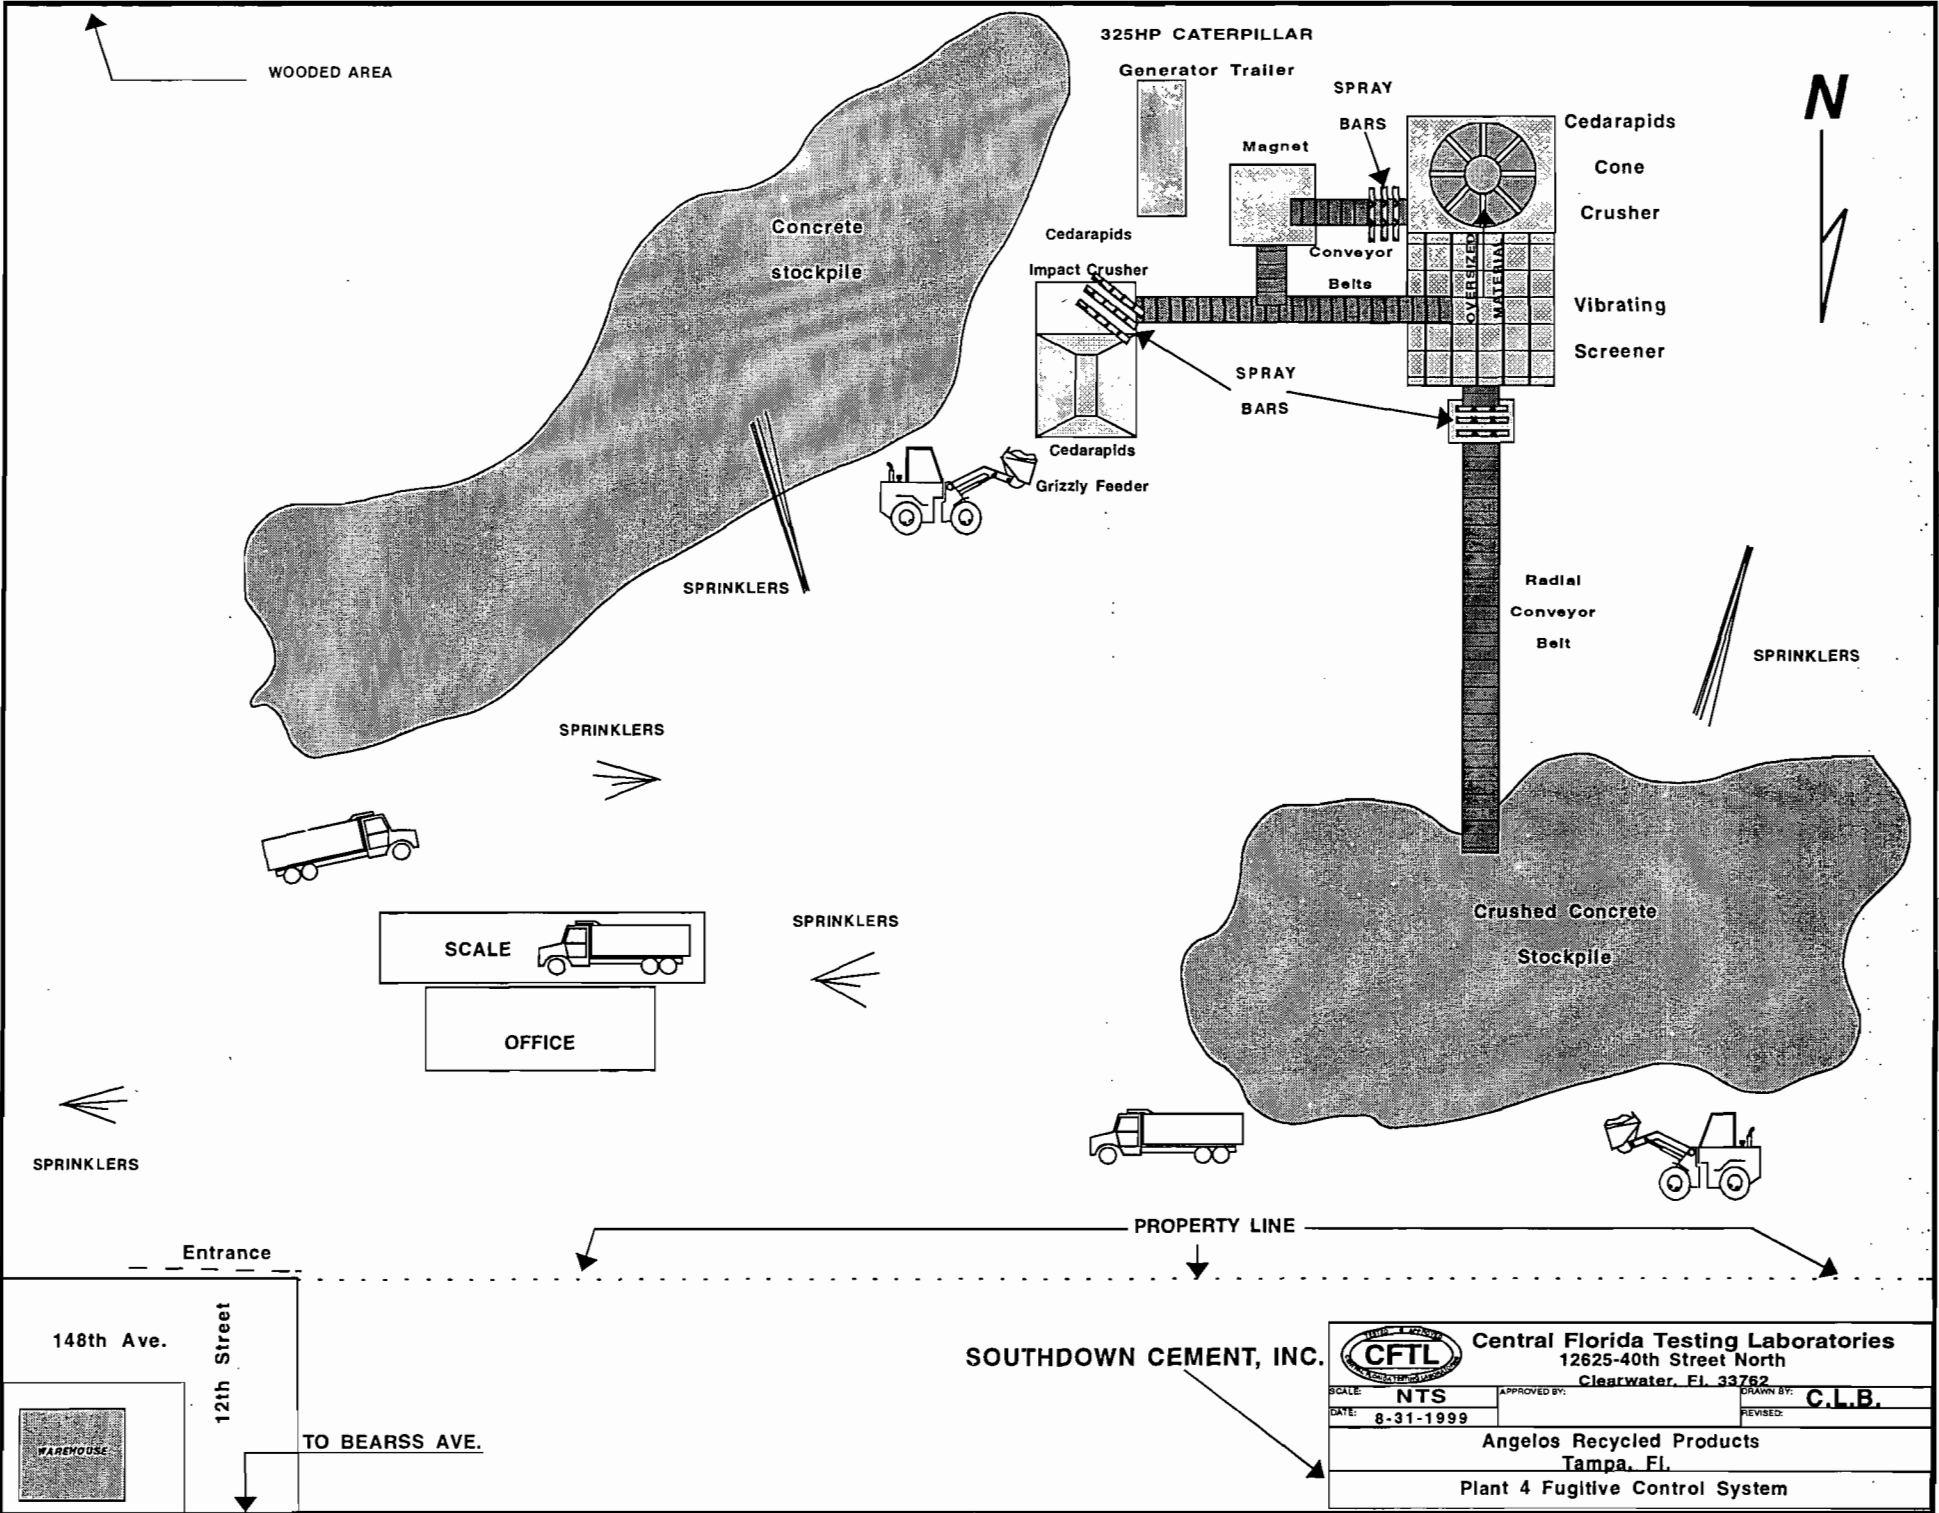 WOODED AREA
325HP CATERPILLAR
Generator Trailer
SPRAY
BARS
N
Cedarapids
Cone
Crusher
Magnet
Concrete
stockpile
Cedarapids
Impact Crusher
Conveyor
Belts
OVERSIZED
MATERIAL
Vibrating
Screener
SPRAY
BARS
Cedarapids
Grizzly Feeder
SPRINKLERS
Radial
Conveyor
Belt
SPRINKLERS
SPRINKLERS
SPRINKLERS
SCALE
OFFICE
Crushed Concrete
Stockpile
SPRINKLERS
PROPERTY LINE
Entrance
148th Ave.
12th Street
WAREHOUSE
TO BEARSS AVE.
SOUTHDOWN CEMENT, INC.
CFTL
Central Florida Testing Laboratories
12625-40th Street North
Clearwater, Fl. 33762
SCALE: NTS
APPROVED BY:
DRAWN BY: C.L.B.
DATE: 8-31-1999
REVISED:
Angelos Recycled Products
Tampa, Fl.
Plant 4 Fugitive Control System